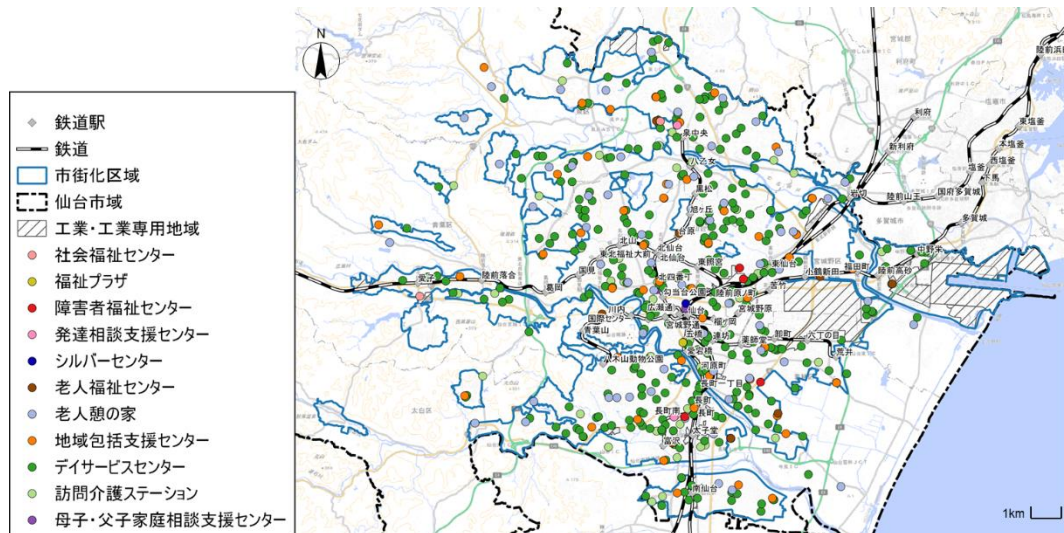 N
鉄道駅
鉄道
市街化区域
仙台市域
工業・工業専用地域
社会福祉センター
福祉プラザ
障害者福祉センター
発達相談支援センター
シルバーセンター
老人福祉センター
老人憩の家
地域包括支援センター
デイサービスセンター
訪問介護ステーション
母子・父子家庭相談支援センター
陸前浜田
利府
東塩釜
新利府
本塩釜
西塩釜
泉中央
塩釜
下馬
八乙女
岩切
陸前山王
国府多賀城
黒松
多賀城
旭ヶ丘
台原
中野栄
北山
北仙台
東北福祉大前
北仙台
東照宮
東仙台
福田町
陸前高砂
国見
小鶴新田
愛子
陸前落合
葛岡
北四番丁
苦竹
勾当台公園
陸前原ノ町
川内
広瀬通
仙台
宮城野原
国際センター
宮城野通
榴ヶ岡
青葉山
五橋
連坊
薬師堂
卸町
六丁の目
荒井
愛宕橋
八木山動物公園
河原町
長町一丁目
長町
長町南
長町
太子堂
富沢
南仙台
1km